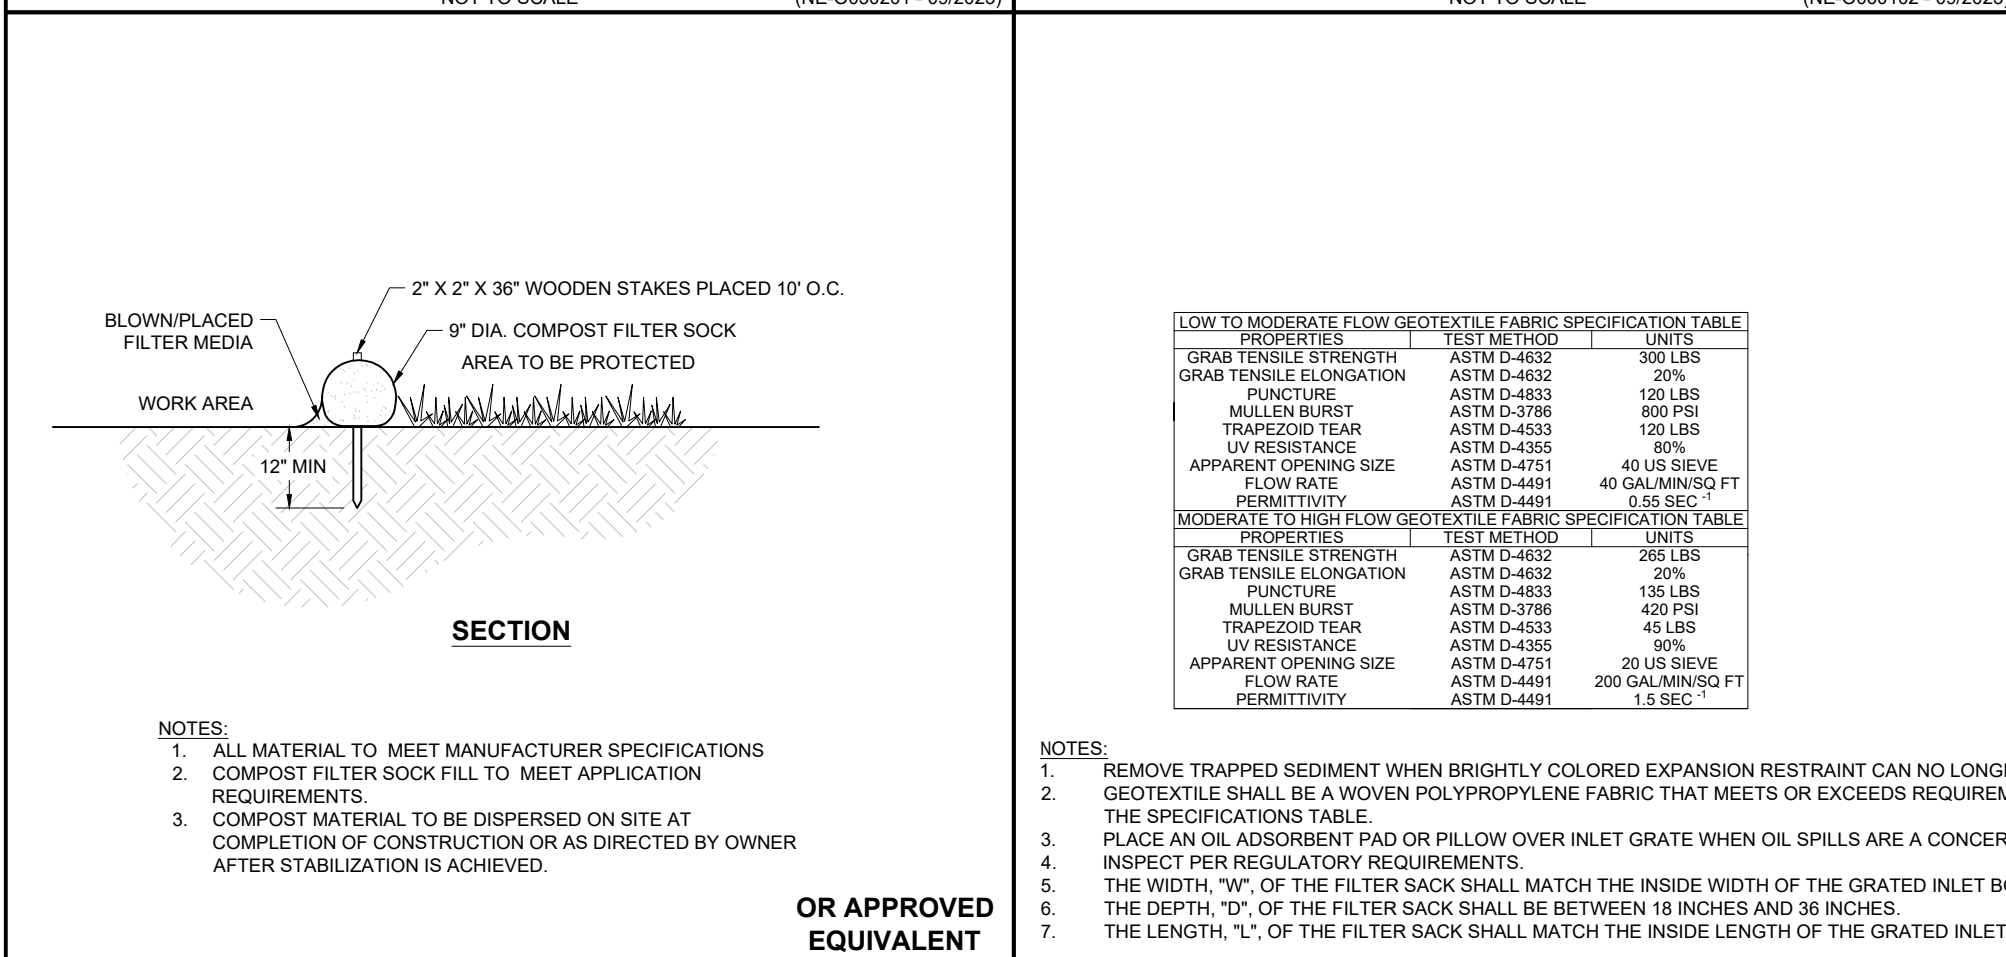 NOT TO SCALE
NOT TO SCALE
2" X 2" X 36" WOODEN STAKES PLACED 10' O.C.
BLOWN/PLACED
FILTER MEDIA
9" DIA. COMPOST FILTER SOCK
AREA TO BE PROTECTED
WORK AREA
12" MIN
SECTION
NOTES:
1. ALL MATERIAL TO MEET MANUFACTURER SPECIFICATIONS
2. COMPOST FILTER SOCK FILL TO MEET APPLICATION
REQUIREMENTS.
3. COMPOST MATERIAL TO BE DISPERSED ON SITE AT
COMPLETION OF CONSTRUCTION OR AS DIRECTED BY OWNER
AFTER STABILIZATION IS ACHIEVED.
OR APPROVED
EQUIVALENT
LOW TO MODERATE FLOW GEOTEXTILE FABRIC SPECIFICATION TABLE
PROPERTIES TEST METHOD UNITS
GRAB TENSILE STRENGTH ASTM D-4632 300 LBS
GRAB TENSILE ELONGATION ASTM D-4632 20%
PUNCTURE ASTM D-4833 120 LBS
MULLEN BURST ASTM D-3786 800 PSI
TRAPEZOID TEAR ASTM D-4533 120 LBS
UV RESISTANCE ASTM D-4355 80%
APPARENT OPENING SIZE ASTM D-4751 40 US SIEVE
FLOW RATE ASTM D-4491 40 GAL/MIN/SQ FT
PERMITTIVITY ASTM D-4491 0.55 SEC -1
MODERATE TO HIGH FLOW GEOTEXTILE FABRIC SPECIFICATION TABLE
PROPERTIES TEST METHOD UNITS
GRAB TENSILE STRENGTH ASTM D-4632 265 LBS
GRAB TENSILE ELONGATION ASTM D-4632 20%
PUNCTURE ASTM D-4833 135 LBS
MULLEN BURST ASTM D-3786 420 PSI
TRAPEZOID TEAR ASTM D-4533 45 LBS
UV RESISTANCE ASTM D-4355 90%
APPARENT OPENING SIZE ASTM D-4751 20 US SIEVE
FLOW RATE ASTM D-4491 200 GAL/MIN/SQ FT
PERMITTIVITY ASTM D-4491 1.5 SEC -1
NOTES:
1. REMOVE TRAPPED SEDIMENT WHEN BRIGHTLY COLORED EXPANSION RESTRAINT CAN NO
2. GEOTEXTILE SHALL BE A WOVEN POLYPROPYLENE FABRIC THAT MEETS OR EXCEEDS
THE SPECIFICATIONS TABLE.
3. PLACE AN OIL ADSORBENT PAD OR PILLOW OVER INLET GRATE WHEN OIL SPILLS ARE A
4. INSPECT PER REGULATORY REQUIREMENTS.
5. THE WIDTH, "W", OF THE FILTER SACK SHALL MATCH THE INSIDE WIDTH OF THE GRATED INLET
6. THE DEPTH, "D", OF THE FILTER SACK SHALL BE BETWEEN 18 INCHES AND 36 INCHES.
7. THE LENGTH, "L", OF THE FILTER SACK SHALL MATCH THE INSIDE LENGTH OF THE GRATED INLET